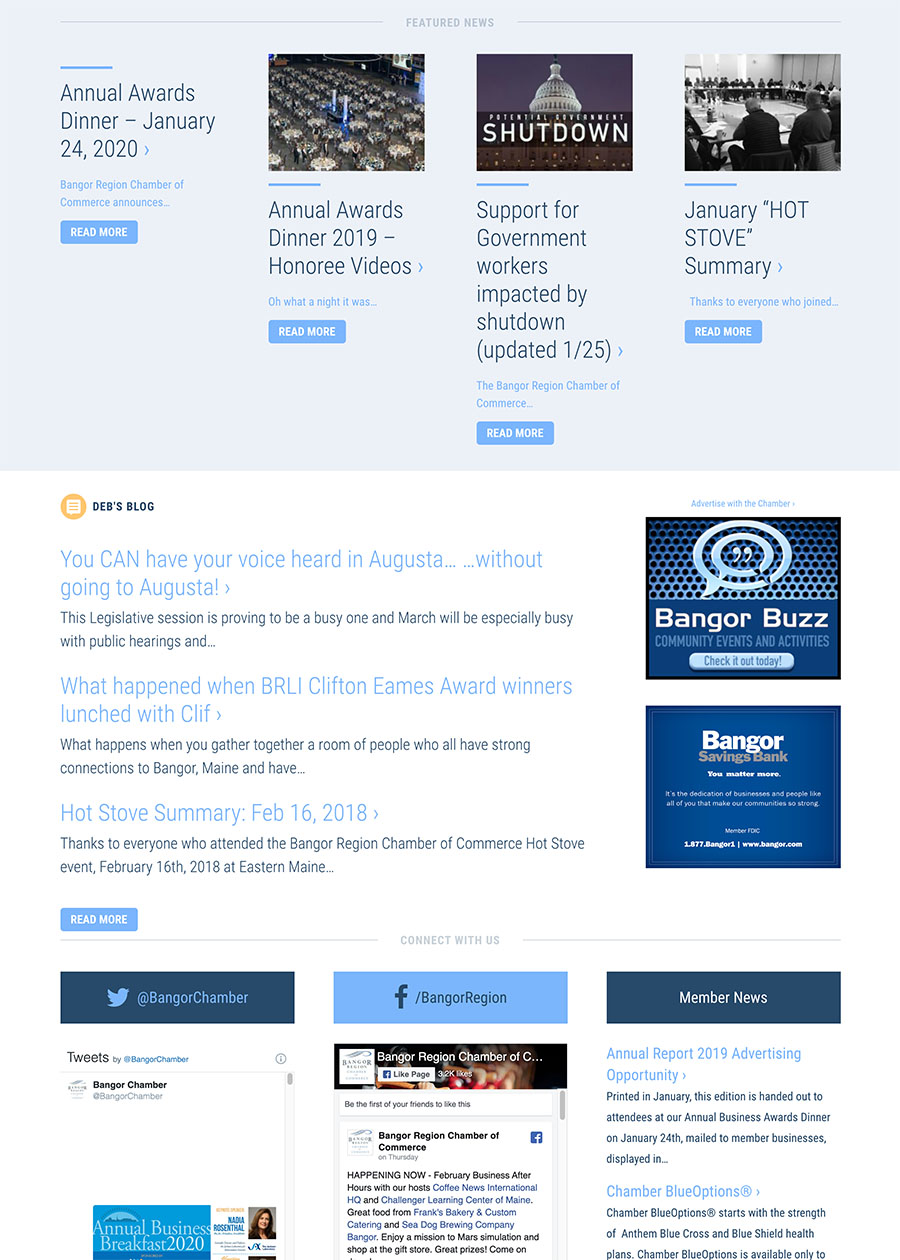 FEATURED NEWS
Annual Awards
Dinner – January
24, 2020 ›
Bangor Region Chamber of
Commerce announces…
READ MORE
Annual Awards
Dinner 2019 –
Honoree Videos ›
Oh what a night it was…
READ MORE
POTENTIAL GOVERNMENT
SHUTDOWN
Support for
Government
workers
impacted by
shutdown
(updated 1/25) ›
The Bangor Region Chamber of
Commerce…
READ MORE
January “HOT
STOVE”
Summary ›
Thanks to everyone who joined…
READ MORE
DEB'S BLOG
You CAN have your voice heard in Augusta… …without
going to Augusta! ›
This Legislative session is proving to be a busy one and March will be especially busy
with public hearings and…
What happened when BRLI Clifton Eames Award winners
lunched with Clif ›
What happens when you gather together a room of people who all have strong
connections to Bangor, Maine and have…
Hot Stove Summary: Feb 16, 2018 ›
Thanks to everyone who attended the Bangor Region Chamber of Commerce Hot Stove
event, February 16th, 2018 at Eastern Maine…
READ MORE
Advertise with the Chamber ›
Bangor Buzz
COMMUNITY EVENTS AND ACTIVITIES
Check it out today!
Bangor
Savings Bank
You matter more.
It's the dedication of businesses and people like
all of you that make our communities so strong.
Member FDIC
1.877.Bangor1 | www.bangor.com
CONNECT WITH US
@BangorChamber
Tweets by @BangorChamber
Bangor Chamber
@BangorChamber
Annual Business
Breakfast2020
NADIA
ROSENTHAL
/BangorRegion
BANGOR
REGION
Bangor Region Chamber of C…
Like Page
3.2K likes
Be the first of your friends to like this
Bangor Region Chamber of
Commerce
on Thursday
HAPPENING NOW - February Business After
Hours with our hosts Coffee News International
HQ and Challenger Learning Center of Maine.
Great food from Frank's Bakery & Custom
Catering and Sea Dog Brewing Company
Bangor. Enjoy a mission to Mars simulation and
shop at the gift store. Great prizes! Come on
Member News
Annual Report 2019 Advertising
Opportunity ›
Printed in January, this edition is handed out to
attendees at our Annual Business Awards Dinner
on January 24th, mailed to member businesses,
displayed in…
Chamber BlueOptions® ›
Chamber BlueOptions® starts with the strength
of Anthem Blue Cross and Blue Shield health
plans. Chamber BlueOptions is available only to